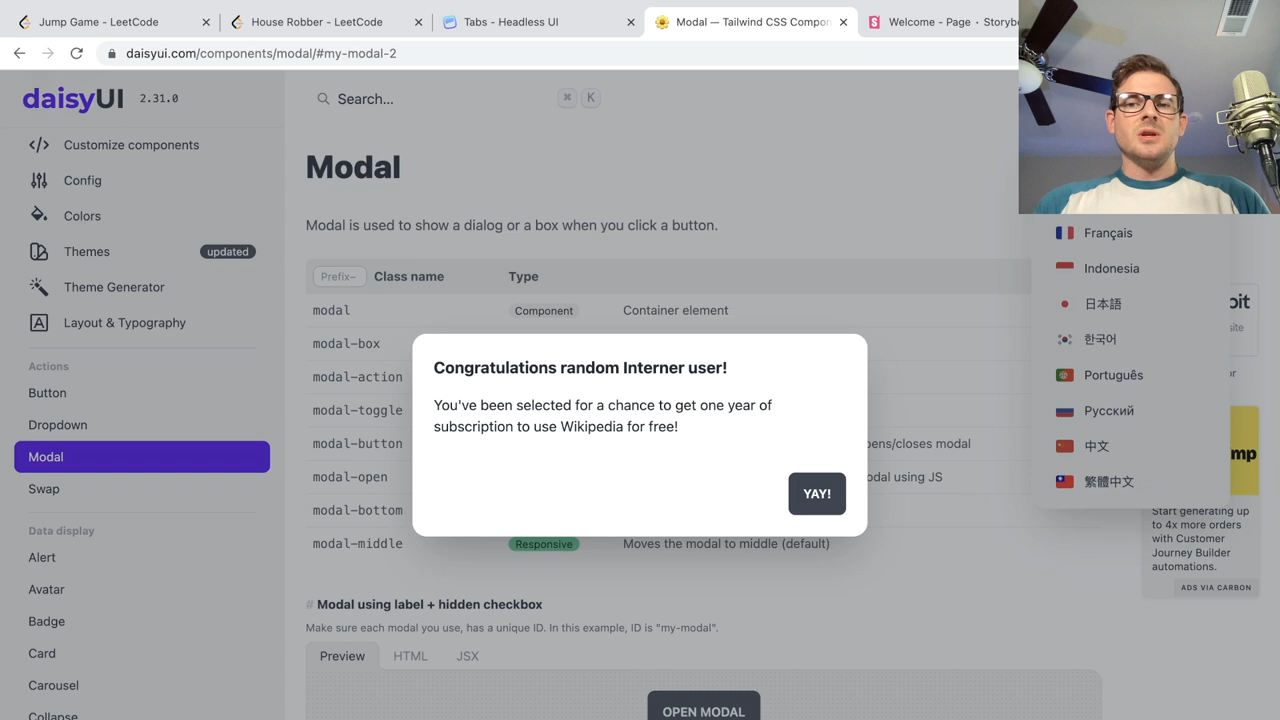 Jump Game - LeetCode
House Robber - LeetCode
Tabs - Headless UI
Modal — Tailwind CSS Compon
Welcome - Page · Storyb
daisyui.com/components/modal/#my-modal-2
daisyUI 2.31.0
Search...
⌘ K
Customize components
Config
Colors
Themes updated
Theme Generator
Layout & Typography
Actions
Button
Dropdown
Modal
Swap
Data display
Alert
Avatar
Badge
Card
Carousel
Collapse
Modal
Modal is used to show a dialog or a box when you click a button.
Prefix– Class name Type
modal Component Container element
modal-box
modal-action
modal-toggle
modal-button pens/closes modal
modal-open odal using JS
modal-bottom
modal-middle Responsive Moves the modal to middle (default)
Congratulations random Interner user!
You've been selected for a chance to get one year of
subscription to use Wikipedia for free!
YAY!
# Modal using label + hidden checkbox
Make sure each modal you use, has a unique ID. In this example, ID is "my-modal".
Preview HTML JSX
OPEN MODAL
Français
Indonesia
日本語
한국어
Português
Русский
中文
繁體中文
oit
site
or
mp
Start generating up
to 4x more orders
with Customer
Journey Builder
automations.
ADS VIA CARBON